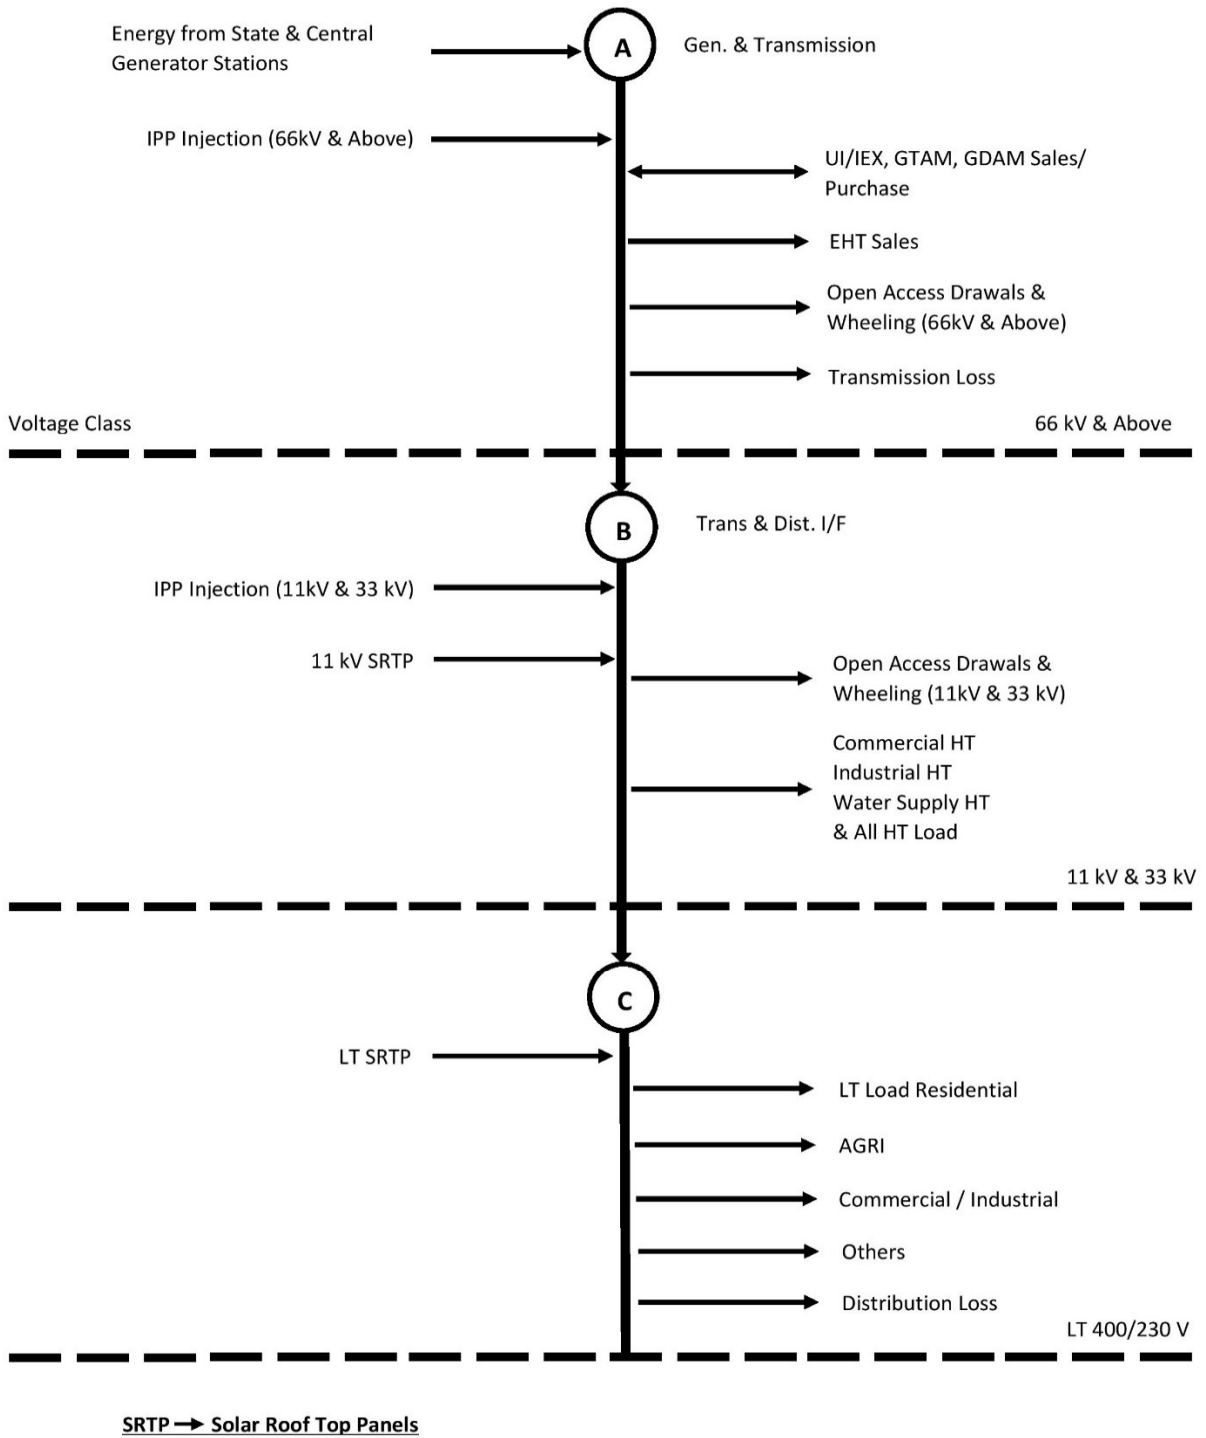 Energy from State & Central
Generator Stations
A
Gen. & Transmission
IPP Injection (66kV & Above)
UI/IEX, GTAM, GDAM Sales/
Purchase
EHT Sales
Open Access Drawals &
Wheeling (66kV & Above)
Transmission Loss
Voltage Class
66 kV & Above
B
Trans & Dist. I/F
IPP Injection (11kV & 33 kV)
11 kV SRTP
Open Access Drawals &
Wheeling (11kV & 33 kV)
Commercial HT
Industrial HT
Water Supply HT
& All HT Load
11 kV & 33 kV
C
LT SRTP
LT Load Residential
AGRI
Commercial / Industrial
Others
Distribution Loss
LT 400/230 V
SRTP → Solar Roof Top Panels